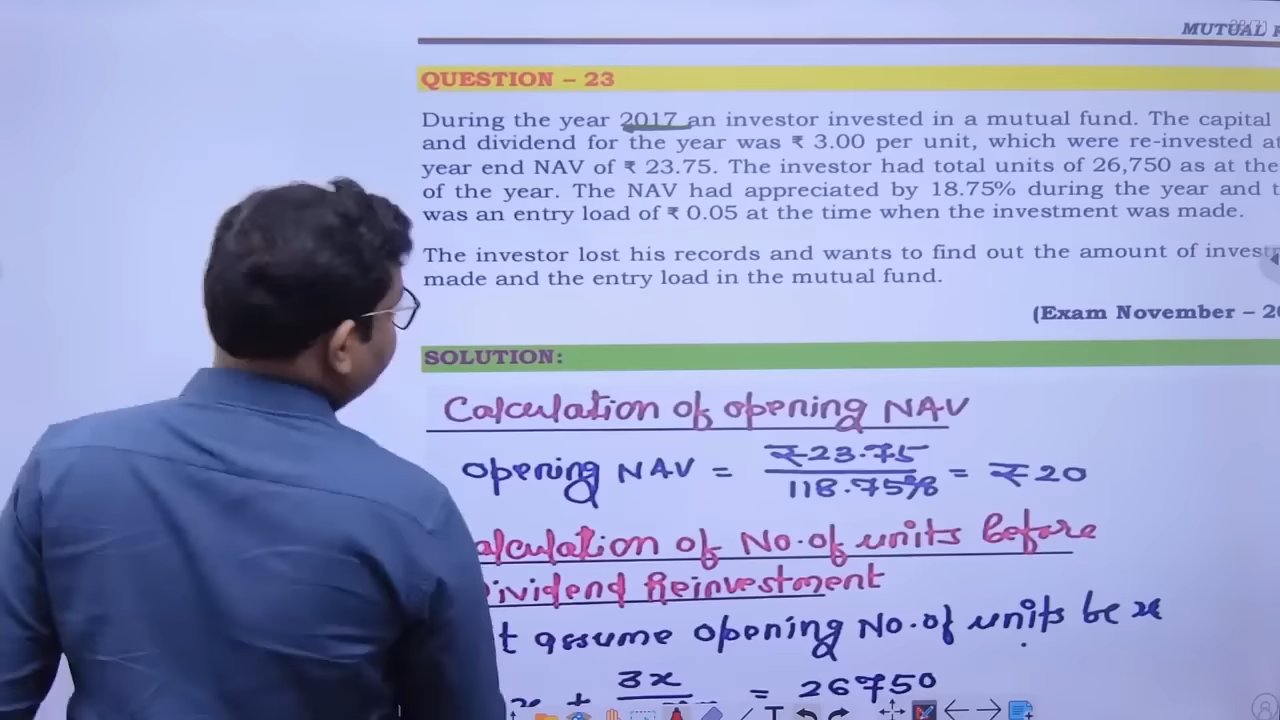 MUTUAL
QUESTION – 23
During the year 2017 an investor invested in a mutual fund. The capital
and dividend for the year was ₹ 3.00 per unit, which were re-invested at
year end NAV of ₹ 23.75. The investor had total units of 26,750 as at the
of the year. The NAV had appreciated by 18.75% during the year and t
was an entry load of ₹ 0.05 at the time when the investment was made.
The investor lost his records and wants to find out the amount of invest
made and the entry load in the mutual fund.
(Exam November – 20
SOLUTION:
Calculation of opening NAV
opening NAV = ₹23.75 / 118.75% = ₹20
alculation of No. of units before
ividend Reinvestment
t assume opening No. of units be x
x + 3x = 26750